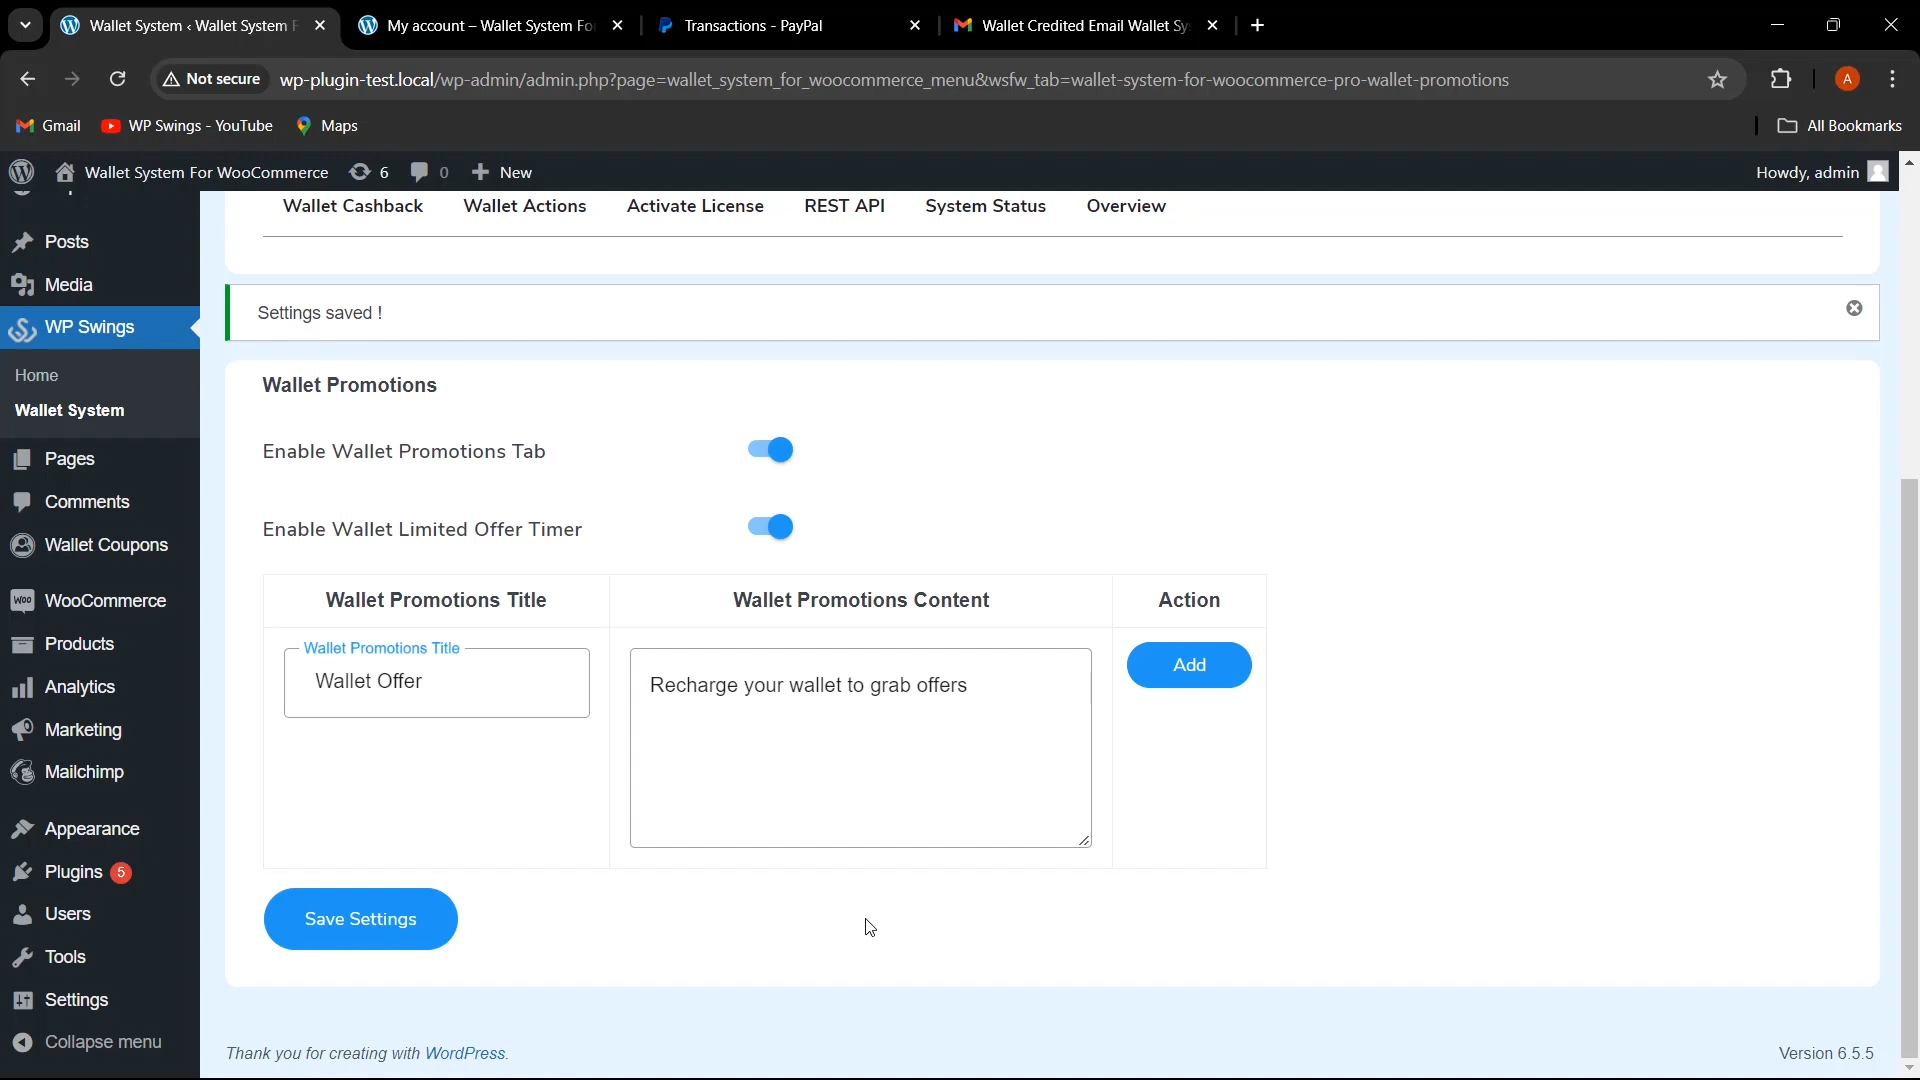 Wallet System ‹ Wallet System F
My account – Wallet System Fo
Transactions - PayPal
Wallet Credited Email Wallet Sy
Not secure
wp-plugin-test.local/wp-admin/admin.php?page=wallet_system_for_woocommerce_menu&wsfw_tab=wallet-system-for-woocommerce-pro-wallet-promotions
A
Gmail
WP Swings - YouTube
Maps
All Bookmarks
Wallet System For WooCommerce
6
0
New
Howdy, admin
Wallet Cashback
Wallet Actions
Activate License
REST API
System Status
Overview
Posts
Media
WP Swings
Home
Wallet System
Pages
Comments
Wallet Coupons
Woo
WooCommerce
Products
Analytics
Marketing
Mailchimp
Appearance
Plugins 5
Users
Tools
Settings
Collapse menu
Settings saved !
Wallet Promotions
Enable Wallet Promotions Tab
Enable Wallet Limited Offer Timer
Wallet Promotions Title
Wallet Promotions Content
Action
Wallet Promotions Title
Wallet Offer
Recharge your wallet to grab offers
Add
Save Settings
Thank you for creating with WordPress.
Version 6.5.5